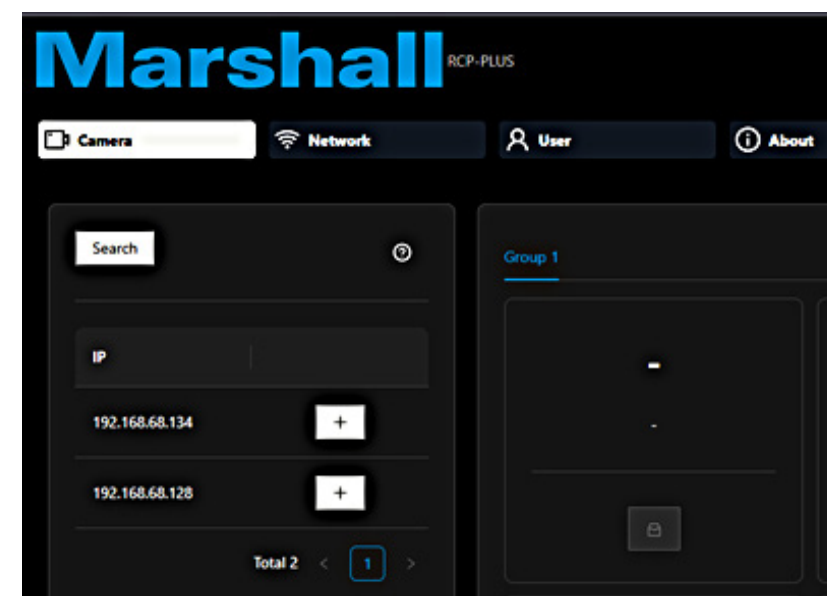 Marshall RCP-PLUS
Camera Network User About
Search
Group 1
IP
-
192.168.68.134 +
-
192.168.68.128 +
Total 2 < 1 >